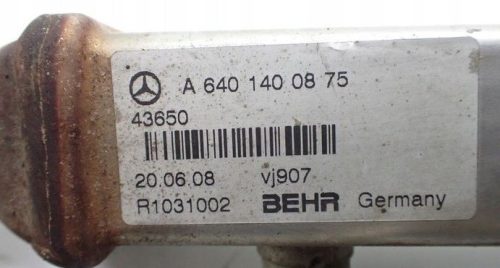 A 640 140 08 75
43650
20.06.08 vj907
R1031002 BEHR Germany